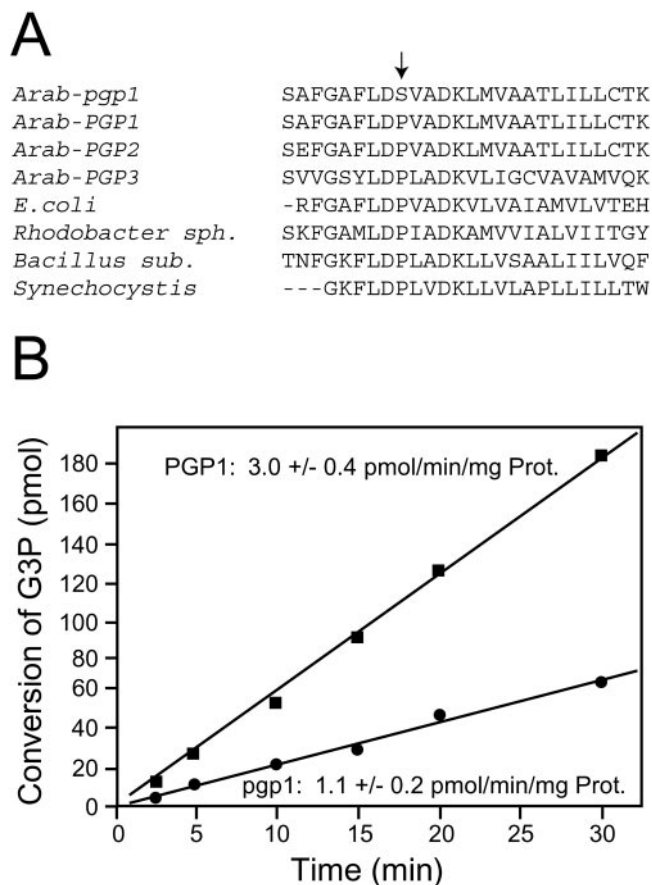 A
Arab-pgp1 SAFGAFLDSVADKLMVAATLILLCTK
Arab-PGP1 SAFGAFLDPVADKLMVAATLILLCTK
Arab-PGP2 SEFGAFLDPVADKLMVAATLILLCTK
Arab-PGP3 SVVGSYLDPLADKVLIGCVAVAMVQK
E.coli -RFGAFLDPVADKVLVAIAMVLVTEH
Rhodobacter sph. SKFGAMLDPIADKAMVVIALVIITGY
Bacillus sub. TNFGKFLDPLADKLLVSAALIILVQF
Synechocystis ---GKFLDPLVDKLLVLAPLLILLTW
B
PGP1: 3.0 +/- 0.4 pmol/min/mg Prot.
pgp1: 1.1 +/- 0.2 pmol/min/mg Prot.
Conversion of G3P (pmol)
180
160
140
120
100
80
60
40
20
0
0 5 10 15 20 25 30
Time (min)